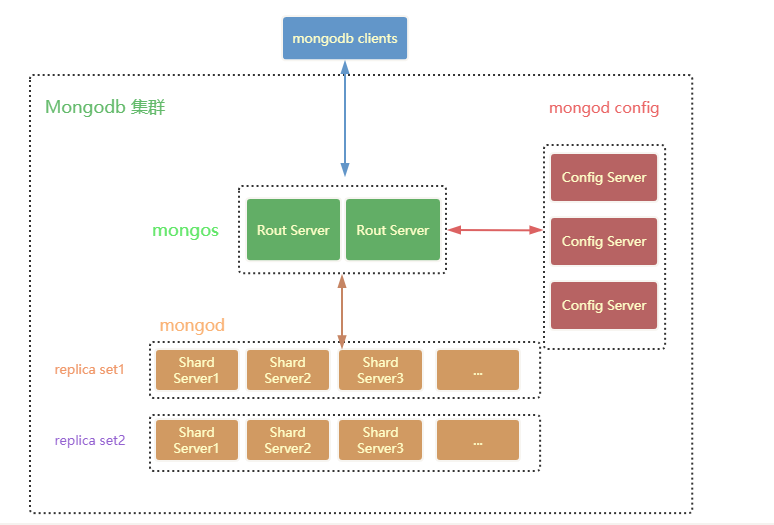 mongodb clients
Mongodb 集群
mongod config
Config Server
mongos
Rout Server
Rout Server
Config Server
Config Server
mongod
replica set1
Shard
Server1
Shard
Server2
Shard
Server3
...
replica set2
Shard
Server1
Shard
Server2
Shard
Server3
...